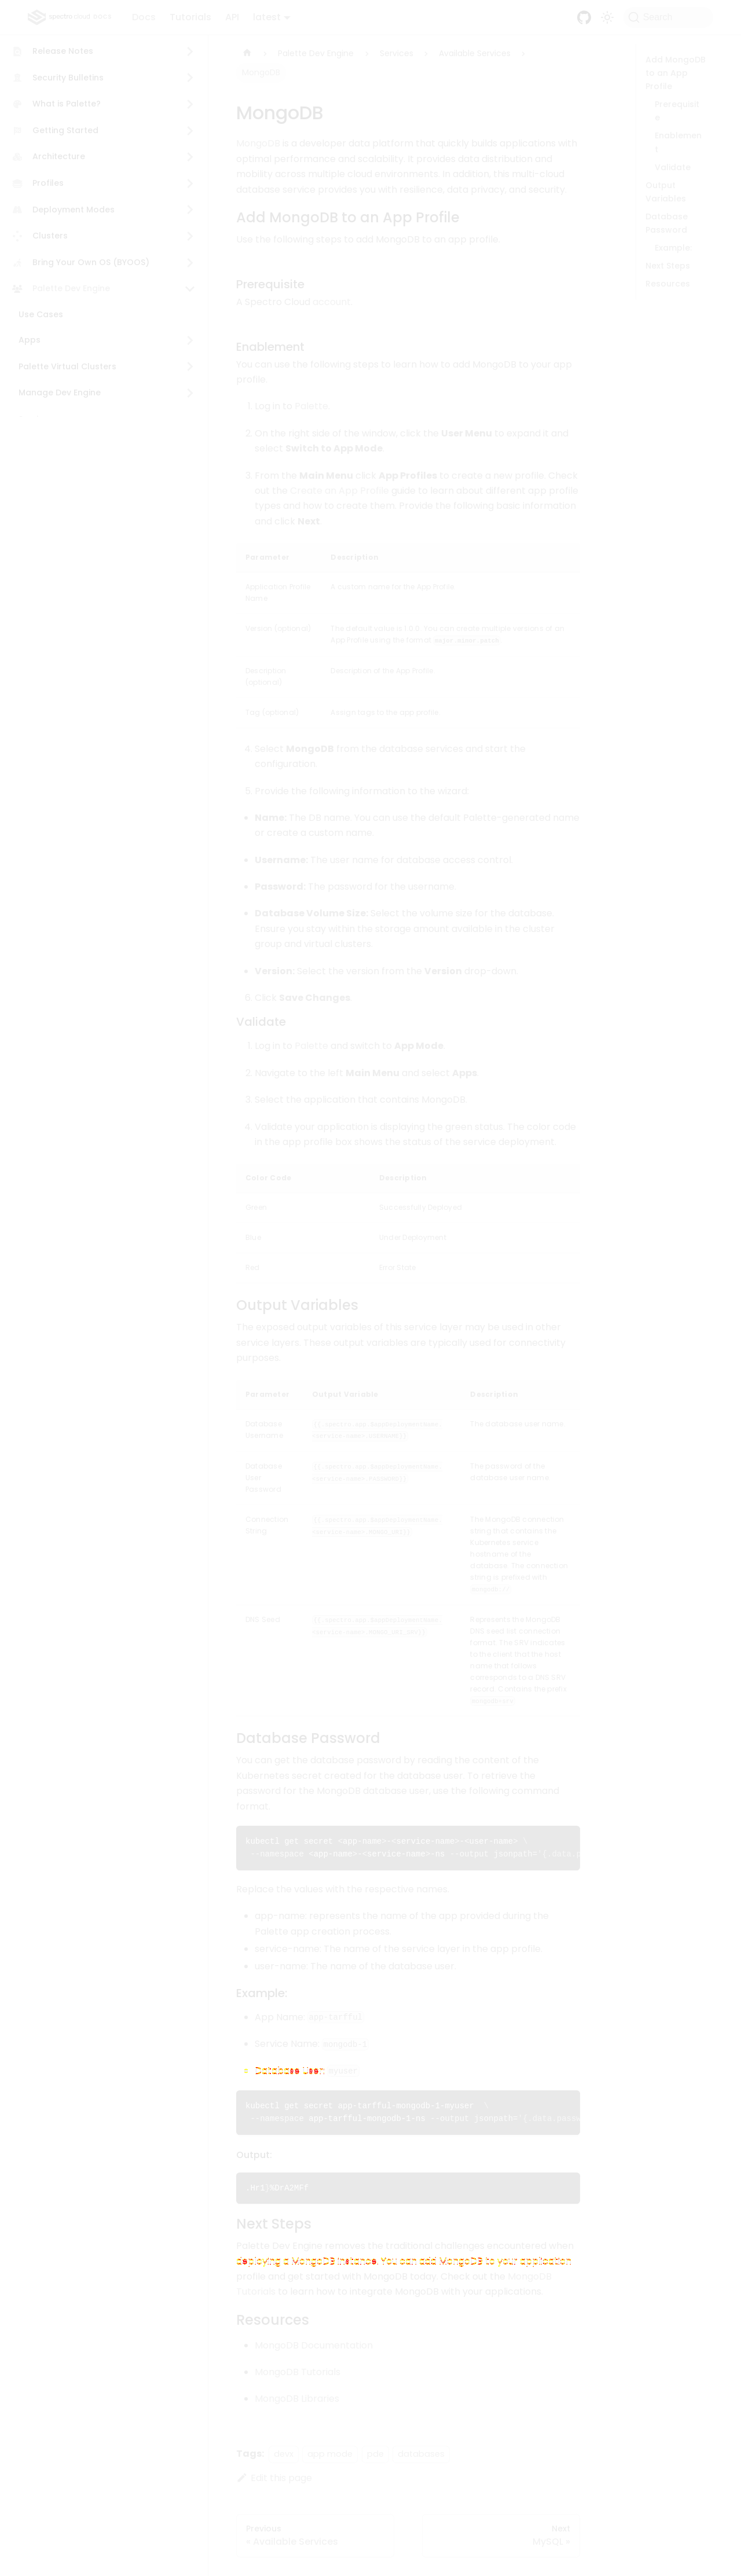 spectro cloud DOCS
Docs
Tutorials
API
latest
Search
Release Notes
Security Bulletins
What is Palette?
Getting Started
Architecture
Profiles
Deployment Modes
Clusters
Bring Your Own OS (BYOOS)
Palette Dev Engine
Use Cases
Apps
Palette Virtual Clusters
Manage Dev Engine
Palette Dev Engine
Services
Available Services
MongoDB
MongoDB
MongoDB is a developer data platform that quickly builds applications with
optimal performance and scalability. It provides data distribution and
mobility across multiple cloud environments. In addition, this multi-cloud
database service provides you with resilience, data privacy, and security.
Add MongoDB to an App Profile
Use the following steps to add MongoDB to an app profile.
Prerequisite
A Spectro Cloud account.
Enablement
You can use the following steps to learn how to add MongoDB to your app
profile.
1. Log in to Palette.
2. On the right side of the window, click the User Menu to expand it and
select Switch to App Mode.
3. From the Main Menu click App Profiles to create a new profile. Check
out the Create an App Profile guide to learn about different app profile
types and how to create them. Provide the following basic information
and click Next.
Parameter Description
Application Profile A custom name for the App Profile.
Name
Version (optional) The default value is 1.0.0. You can create multiple versions of an
App Profile using the format major.minor.patch.
Description Description of the App Profile.
(optional)
Tag (optional) Assign tags to the app profile.
4. Select MongoDB from the database services and start the
configuration.
5. Provide the following information to the wizard:
Name: The DB name. You can use the default Palette-generated name
or create a custom name.
Username: The user name for database access control.
Password: The password for the username.
Database Volume Size: Select the volume size for the database.
Ensure you stay within the storage amount available in the cluster
group and virtual clusters.
Version: Select the version from the Version drop-down.
6. Click Save Changes.
Validate
1. Log in to Palette and switch to App Mode.
2. Navigate to the left Main Menu and select Apps.
3. Select the application that contains MongoDB.
4. Validate your application is displaying the green status. The color code
in the app profile box shows the status of the service deployment.
Color Code Description
Green Successfully Deployed
Blue Under Deployment
Red Error State
Output Variables
The exposed output variables of this service layer may be used in other
service layers. These output variables are typically used for connectivity
purposes:
Parameter Output Variable Description
Database The database user name.
Username
Database The password of the
User database user name.
Password
Connection The MongoDB connection
String string that contains the
Kubernetes service
hostname of the
database. The connection
string is prefixed with
mongodb://
DNS Seed Represents the MongoDB
DNS seed list connection
format. The SRV indicates
to the client that the host
name that follows
corresponds to a DNS SRV
record. Contains the prefix
mongodb+srv
Database Password
You can get the database password by reading the content of the
Kubernetes secret created for the database user. To retrieve the
password for the MongoDB database user, use the following command
format.
kubectl get secret <app-name>-<service-name>-<user-name> \
--namespace <app-name>-<service-name>-ns --output jsonpath='{.data.p
Replace the values with the respective names.
app-name: represents the name of the app provided during the
Palette app creation process.
service-name: The name of the service layer in the app profile.
user-name: The name of the database user.
Example:
App Name: app-tarfful
Service Name: mongodb-1
Database User: myuser
kubectl get secret app-tarfful-mongodb-1-myuser \
--namespace app-tarfful-mongodb-1-ns --output jsonpath='{.data.passw
Output:
Next Steps
Palette Dev Engine removes the traditional challenges encountered when
deploying a MongoDB instance. You can add MongoDB to your application
profile and get started with MongoDB today. Check out the MongoDB
Tutorials to learn how to integrate MongoDB with your applications.
Resources
MongoDB Documentation
MongoDB Tutorials
MongoDB Libraries
Tags: devx app mode pde databases
Edit this page
Previous
« Available Services
Next
MySQL »
Add MongoDB
to an App
Profile
Prerequisit
e
Enablemen
t
Validate
Output
Variables
Database
Password
Example:
Next Steps
Resources